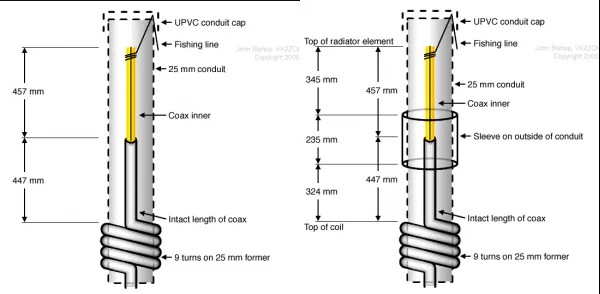 UPVC conduit cap
Fishing line
John Bishop, VK2ZOI
Copyright 2009
25 mm conduit
457 mm
Coax inner
447 mm
Intact length of coax
9 turns on 25 mm former
UPVC conduit cap
Top of radiator element
Fishing line
John Bishop, VK2ZOI
Copyright 2009
345 mm
25 mm conduit
457 mm
Coax inner
235 mm
Sleeve on outside of conduit
447 mm
324 mm
Intact length of coax
Top of coil
9 turns on 25 mm former